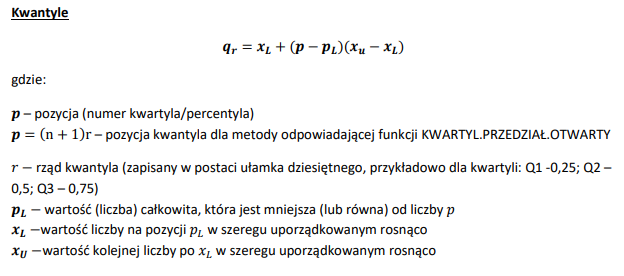 Kwantyle
qᵣ = x_L + (p − p_L)(x_u − x_L)
gdzie:
p – pozycja (numer kwartyla/percentyla)
p = (n + 1)r – pozycja kwantyla dla metody odpowiadającej funkcji KWARTYL.PRZEDZIAŁ.OTWARTY
r − rząd kwantyla (zapisany w postaci ułamka dziesiętnego, przykładowo dla kwartyli: Q1 -0,25; Q2 –
0,5; Q3 – 0,75)
p_L − wartość (liczba) całkowita, która jest mniejsza (lub równa) od liczby p
x_L –wartość liczby na pozycji p_L w szeregu uporządkowanym rosnąco
x_U –wartość kolejnej liczby po x_L w szeregu uporządkowanym rosnąco